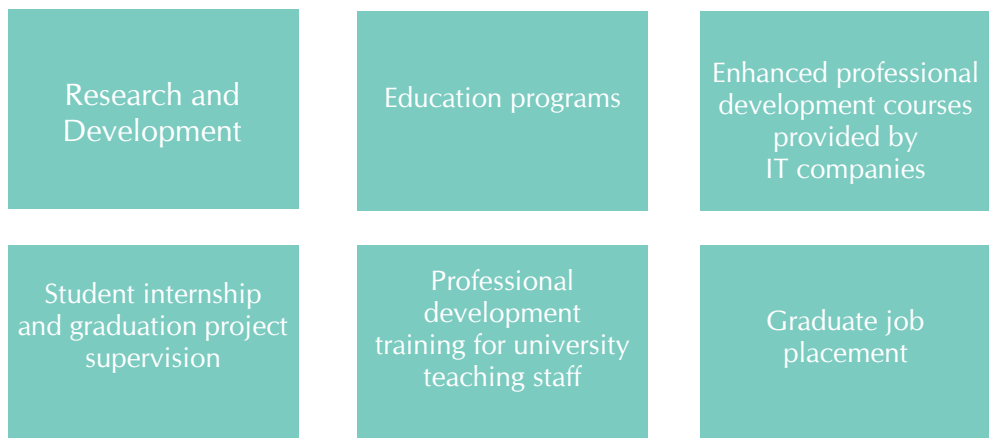 Research and
Development
Education programs
Enhanced professional
development courses
provided by
IT companies
Student internship
and graduation project
supervision
Professional
development
training for university
teaching staff
Graduate job
placement